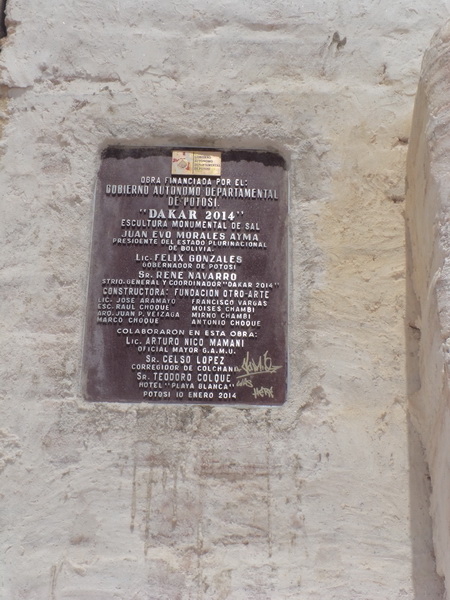 OBRA FINANCIADA POR EL:
GOBIERNO AUTONOMO DEPARTAMENTAL
DE POTOSI.
"DAKAR 2014"
ESCULTURA MONUMENTAL DE SAL
JUAN EVO MORALES AYMA
PRESIDENTE DEL ESTADO PLURINACIONAL
DE BOLIVIA.
LIC. FELIX GONZALES
GOBERNADOR DE POTOSI
SR. RENE NAVARRO
STRIO. GENERAL Y COORDINADOR "DAKAR 2014"
CONSTRUCTORA: FUNDACION OTRO-ARTE
LIC. JOSE ARAMAYO FRANCISCO VARGAS
ESC. RAUL CHOQUE MOISES CHAMBI
ARQ. JUAN P. VEIZAGA MIRNO CHAMBI
MARCO CHOQUE ANTONIO CHOQUE
COLABORARON EN ESTA OBRA:
LIC. ARTURO NICO MAMANI
OFICIAL MAYOR G.A.M.U.
SR. CELSO LOPEZ
CORREGIDOR DE COLCHANI
SR. TEODORO COLQUE
HOTEL "PLAYA BLANCA"
POTOSI 10 ENERO 2014